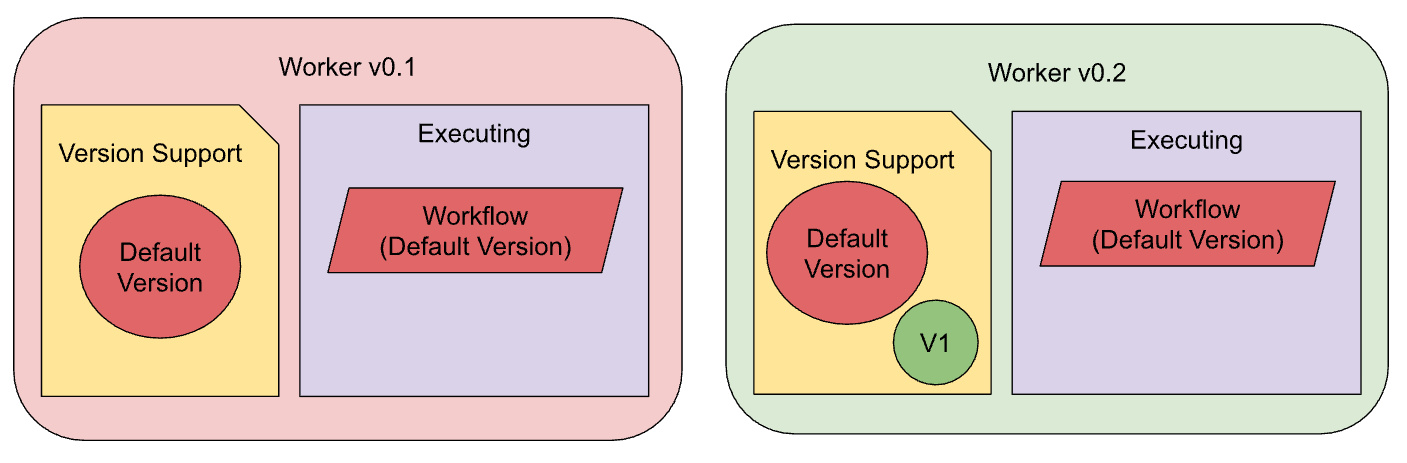 Worker v0.1
Version Support
Default
Version
Executing
Workflow
(Default Version)
Worker v0.2
Version Support
Default
Version
V1
Executing
Workflow
(Default Version)